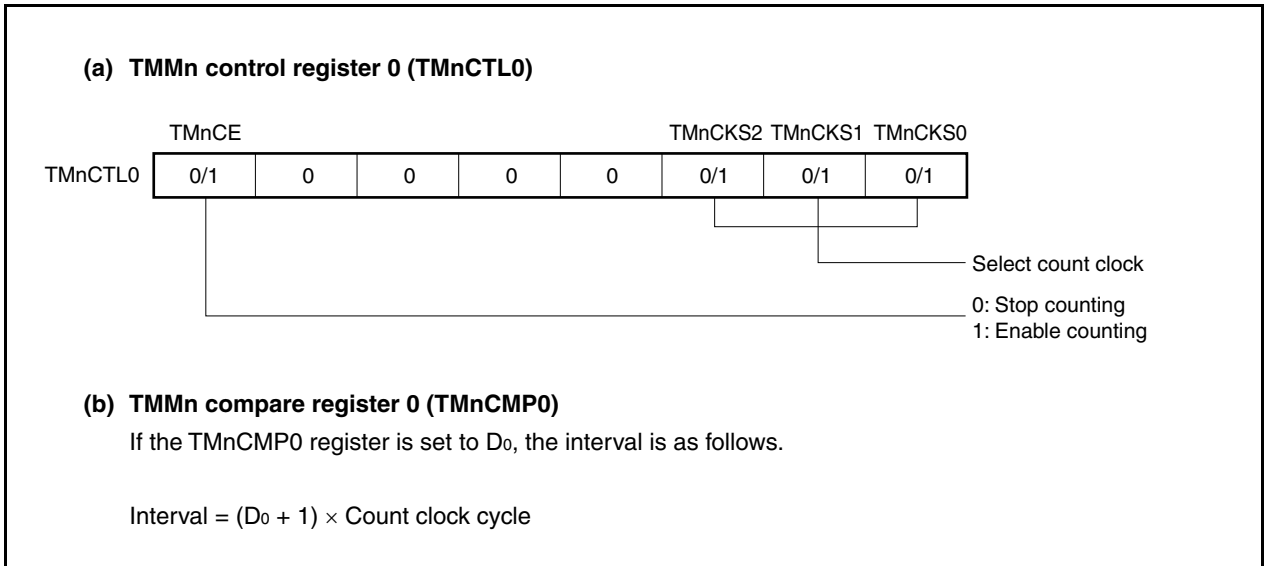 (a) TMMn control register 0 (TMnCTL0)
TMnCE TMnCKS2 TMnCKS1 TMnCKS0
TMnCTL0 0/1 0 0 0 0 0/1 0/1 0/1
Select count clock
0: Stop counting
1: Enable counting
(b) TMMn compare register 0 (TMnCMP0)
If the TMnCMP0 register is set to D0, the interval is as follows.
Interval = (D0 + 1) × Count clock cycle